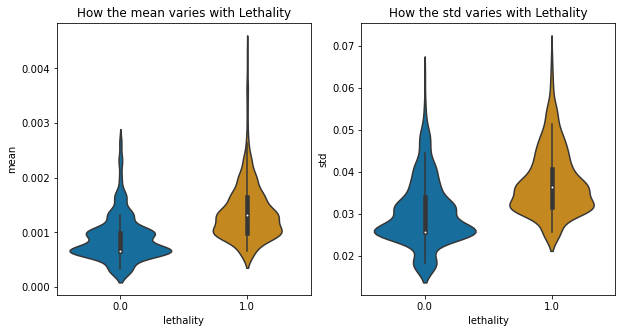 How the mean varies with Lethality
0.004
0.003
0.002
0.001
0.000
mean
0.0
1.0
lethality
How the std varies with Lethality
0.07
0.06
0.05
0.04
0.03
0.02
std
0.0
1.0
lethality